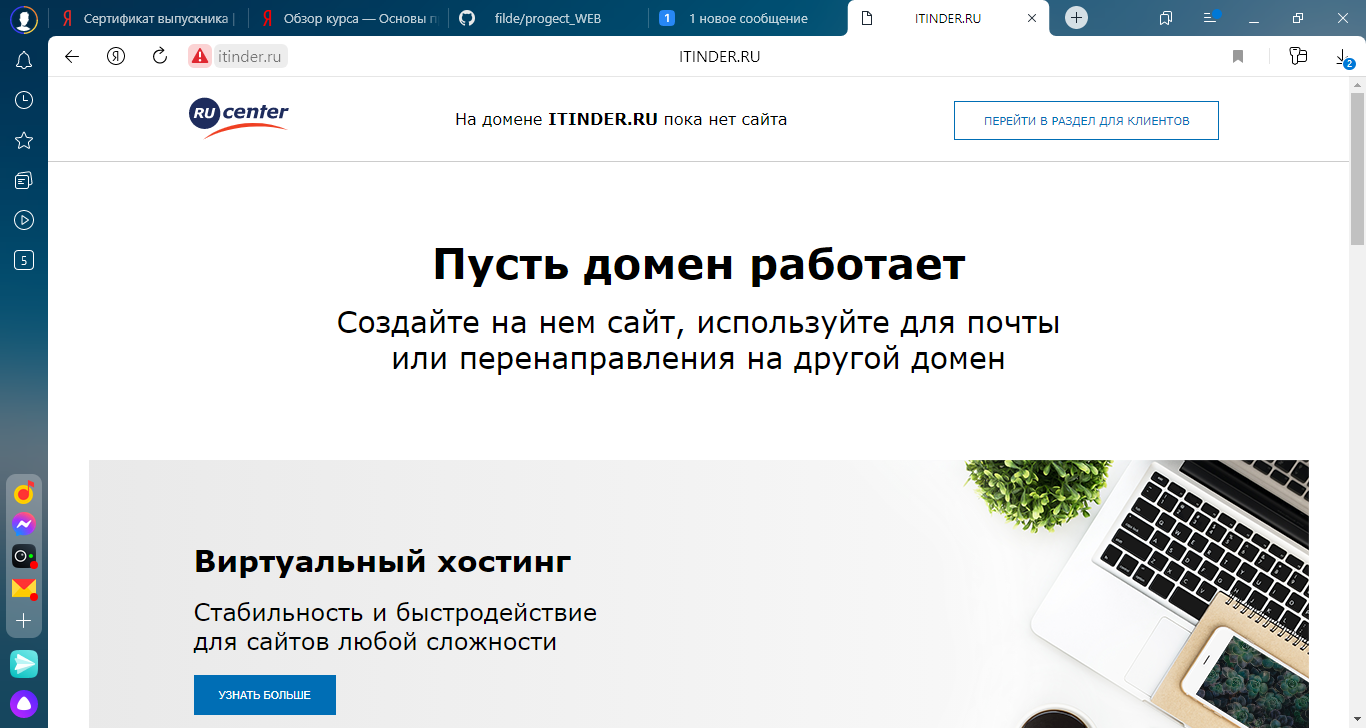 Сертификат выпускника |
Обзор курса — Основы п
filde/progect_WEB
1
1 новое сообщение
ITINDER.RU
itinder.ru
ITINDER.RU
2
RU center
На домене ITINDER.RU пока нет сайта
ПЕРЕЙТИ В РАЗДЕЛ ДЛЯ КЛИЕНТОВ
5
Пусть домен работает
Создайте на нем сайт, используйте для почты
или перенаправления на другой домен
Виртуальный хостинг
Стабильность и быстродействие
для сайтов любой сложности
УЗНАТЬ БОЛЬШЕ